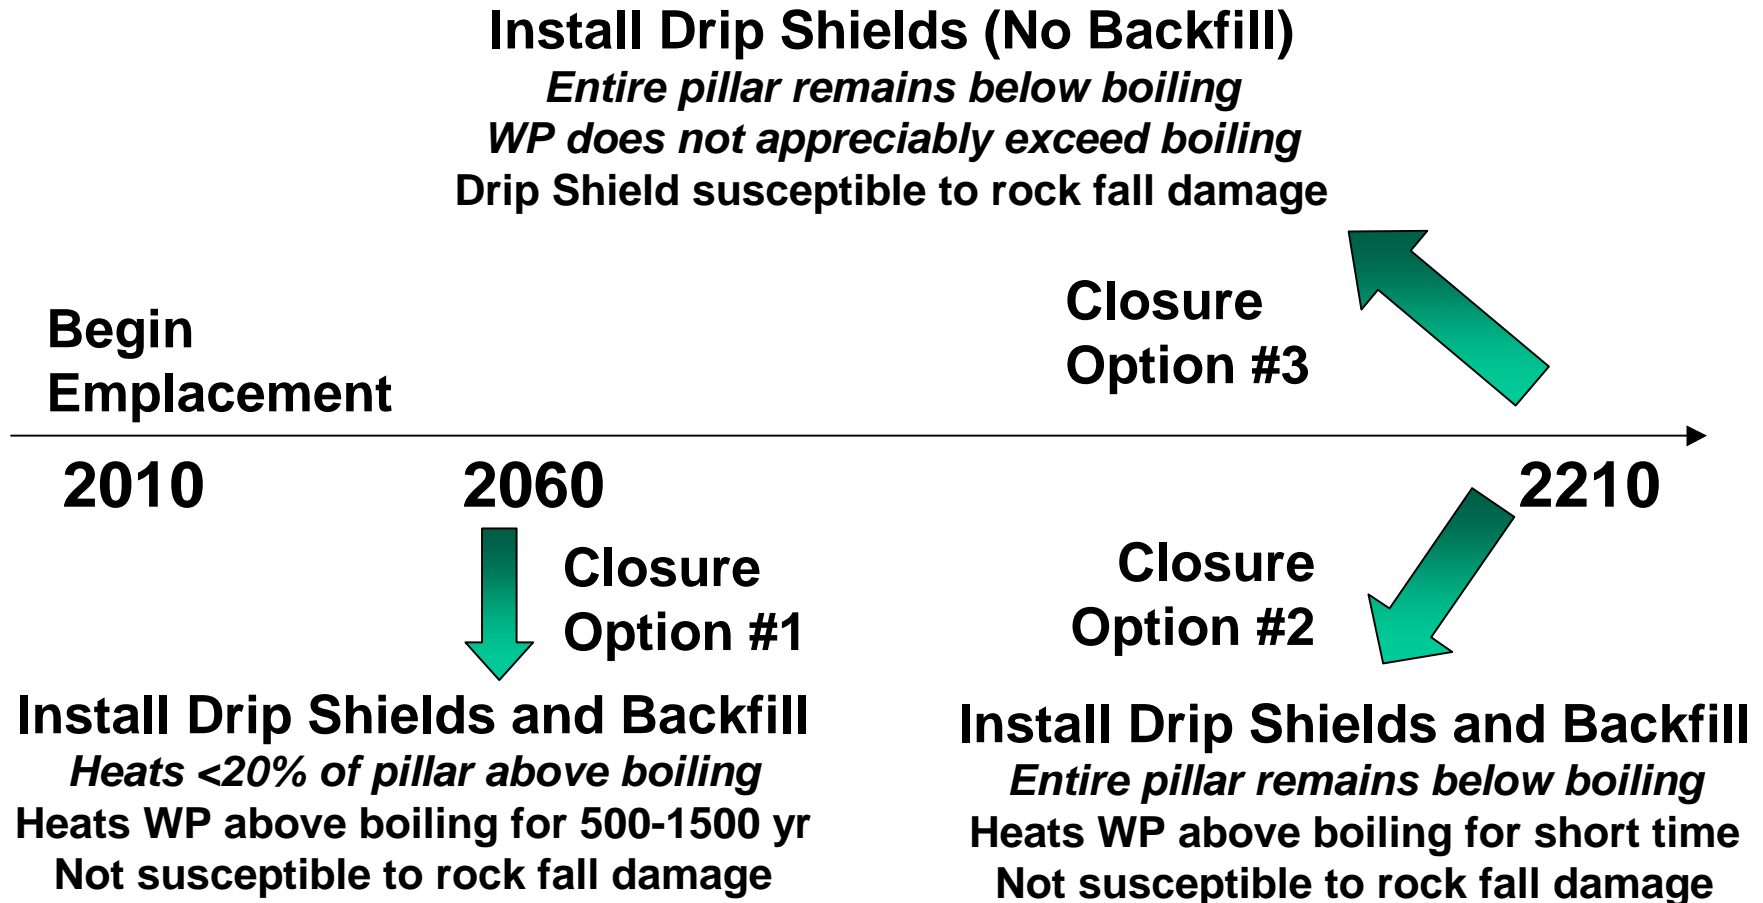 Install Drip Shields (No Backfill)
Entire pillar remains below boiling
WP does not appreciably exceed boiling
Drip Shield susceptible to rock fall damage
Begin
Emplacement
Closure
Option #3
2010
2060
2210
Closure
Option #1
Closure
Option #2
Install Drip Shields and Backfill
Heats <20% of pillar above boiling
Heats WP above boiling for 500-1500 yr
Not susceptible to rock fall damage
Install Drip Shields and Backfill
Entire pillar remains below boiling
Heats WP above boiling for short time
Not susceptible to rock fall damage